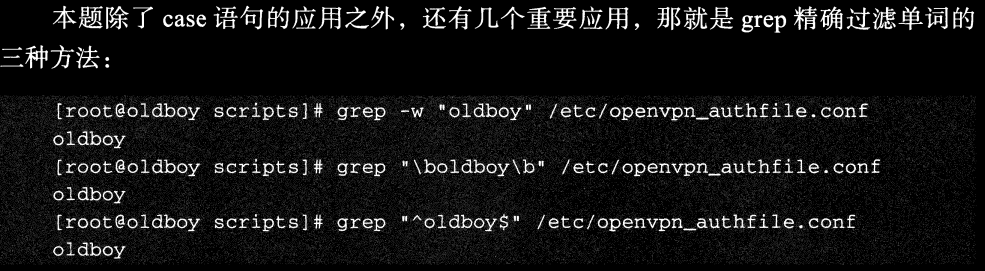 本题除了 case 语句的应用之外，还有几个重要应用，那就是 grep 精确过滤单词的
三种方法：
[root@oldboy scripts]# grep -w "oldboy" /etc/openvpn_authfile.conf
oldboy
[root@oldboy scripts]# grep "\boldboy\b" /etc/openvpn_authfile.conf
oldboy
[root@oldboy scripts]# grep "^oldboy$" /etc/openvpn_authfile.conf
oldboy